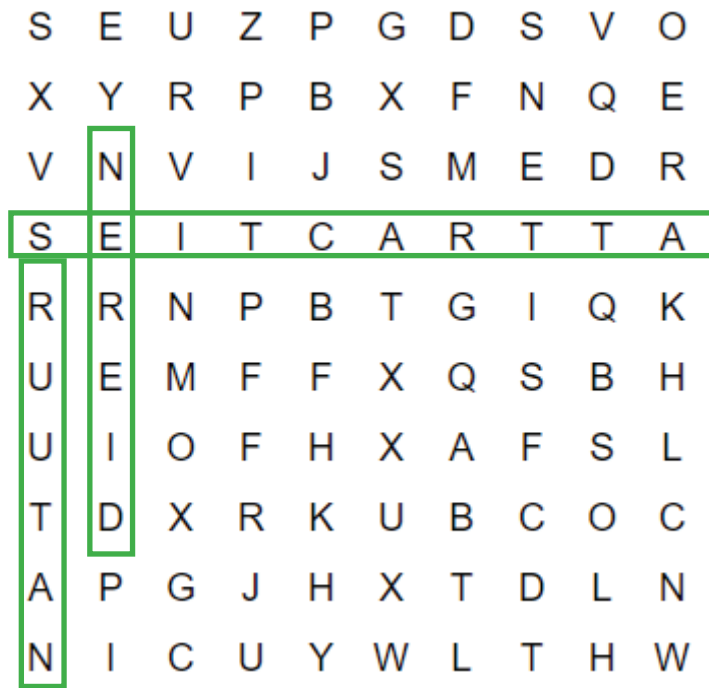 S E U Z P G D S V O
X Y R P B X F N Q E
V N V I J S M E D R
S E I T C A R T T A
R R N P B T G I Q K
U E M F F X Q S B H
U I O F H X A F S L
T D X R K U B C O C
A P G J H X T D L N
N I C U Y W L T H W